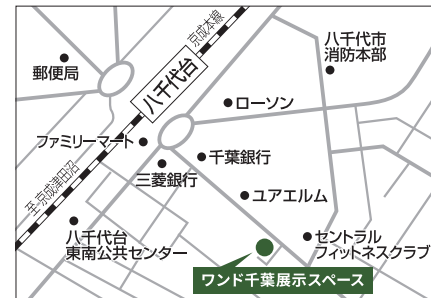 京成本線
八千代市
消防本部
郵便局
八千代台
ローソン
ファミリーマート
千葉銀行
三菱銀行
至京成津田沼
ユアエルム
八千代台
東南公共センター
セントラル
フィットネスクラブ
ワンド千葉展示スペース